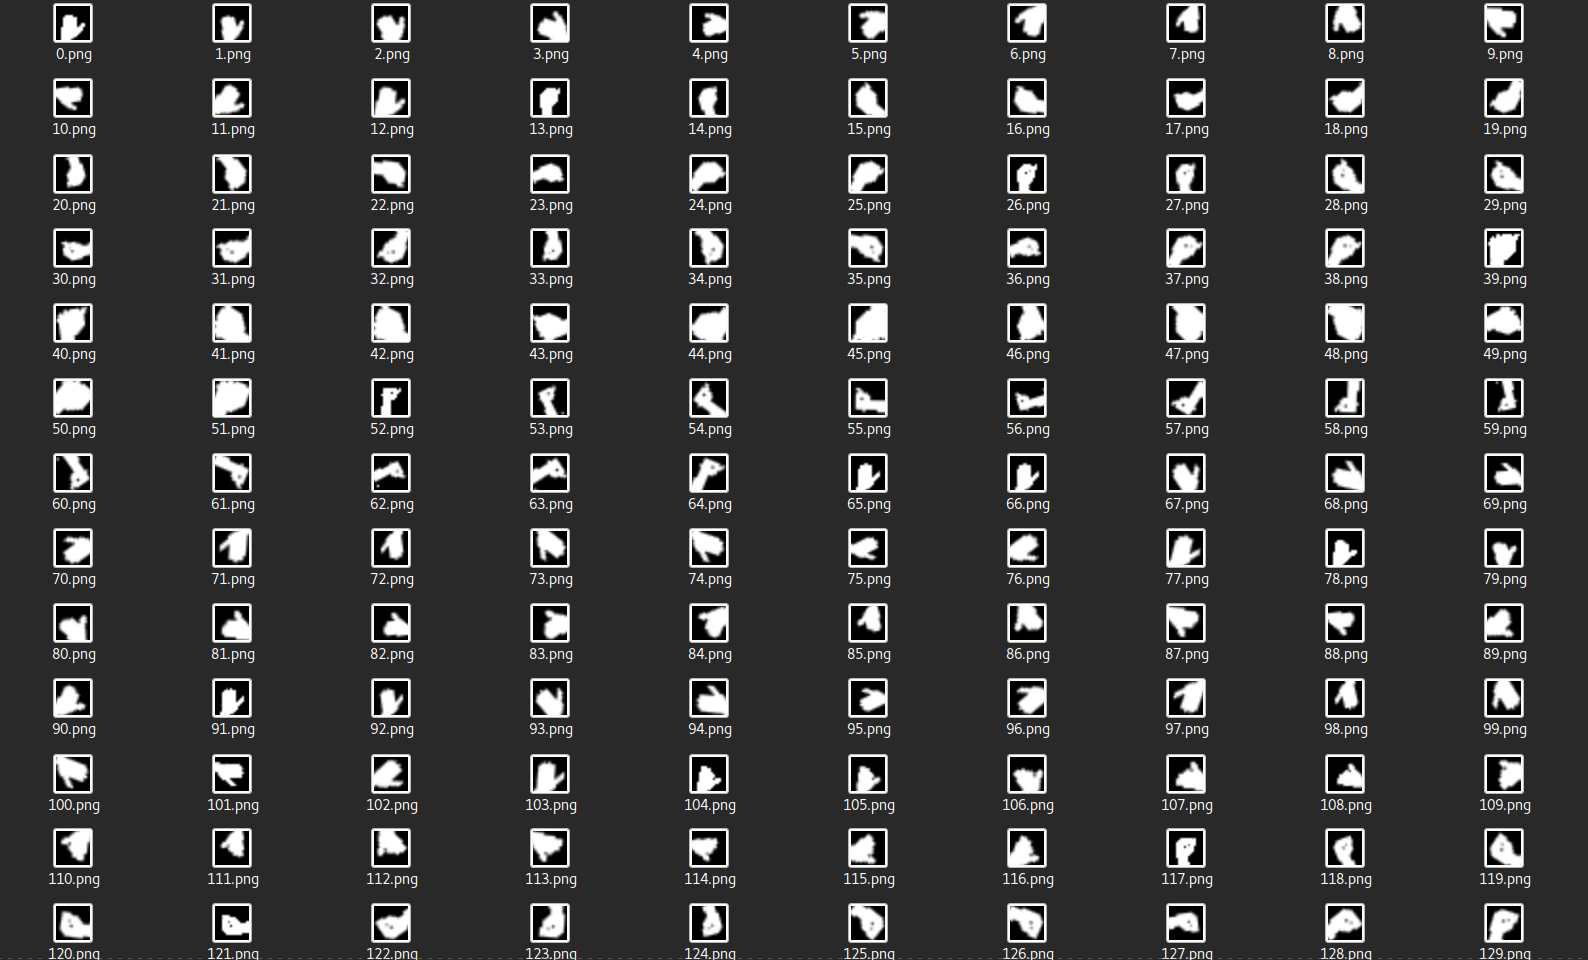 0.png 1.png 2.png 3.png 4.png 5.png 6.png 7.png 8.png 9.png
10.png 11.png 12.png 13.png 14.png 15.png 16.png 17.png 18.png 19.png
20.png 21.png 22.png 23.png 24.png 25.png 26.png 27.png 28.png 29.png
30.png 31.png 32.png 33.png 34.png 35.png 36.png 37.png 38.png 39.png
40.png 41.png 42.png 43.png 44.png 45.png 46.png 47.png 48.png 49.png
50.png 51.png 52.png 53.png 54.png 55.png 56.png 57.png 58.png 59.png
60.png 61.png 62.png 63.png 64.png 65.png 66.png 67.png 68.png 69.png
70.png 71.png 72.png 73.png 74.png 75.png 76.png 77.png 78.png 79.png
80.png 81.png 82.png 83.png 84.png 85.png 86.png 87.png 88.png 89.png
90.png 91.png 92.png 93.png 94.png 95.png 96.png 97.png 98.png 99.png
100.png 101.png 102.png 103.png 104.png 105.png 106.png 107.png 108.png 109.png
110.png 111.png 112.png 113.png 114.png 115.png 116.png 117.png 118.png 119.png
120.png 121.png 122.png 123.png 124.png 125.png 126.png 127.png 128.png 129.png